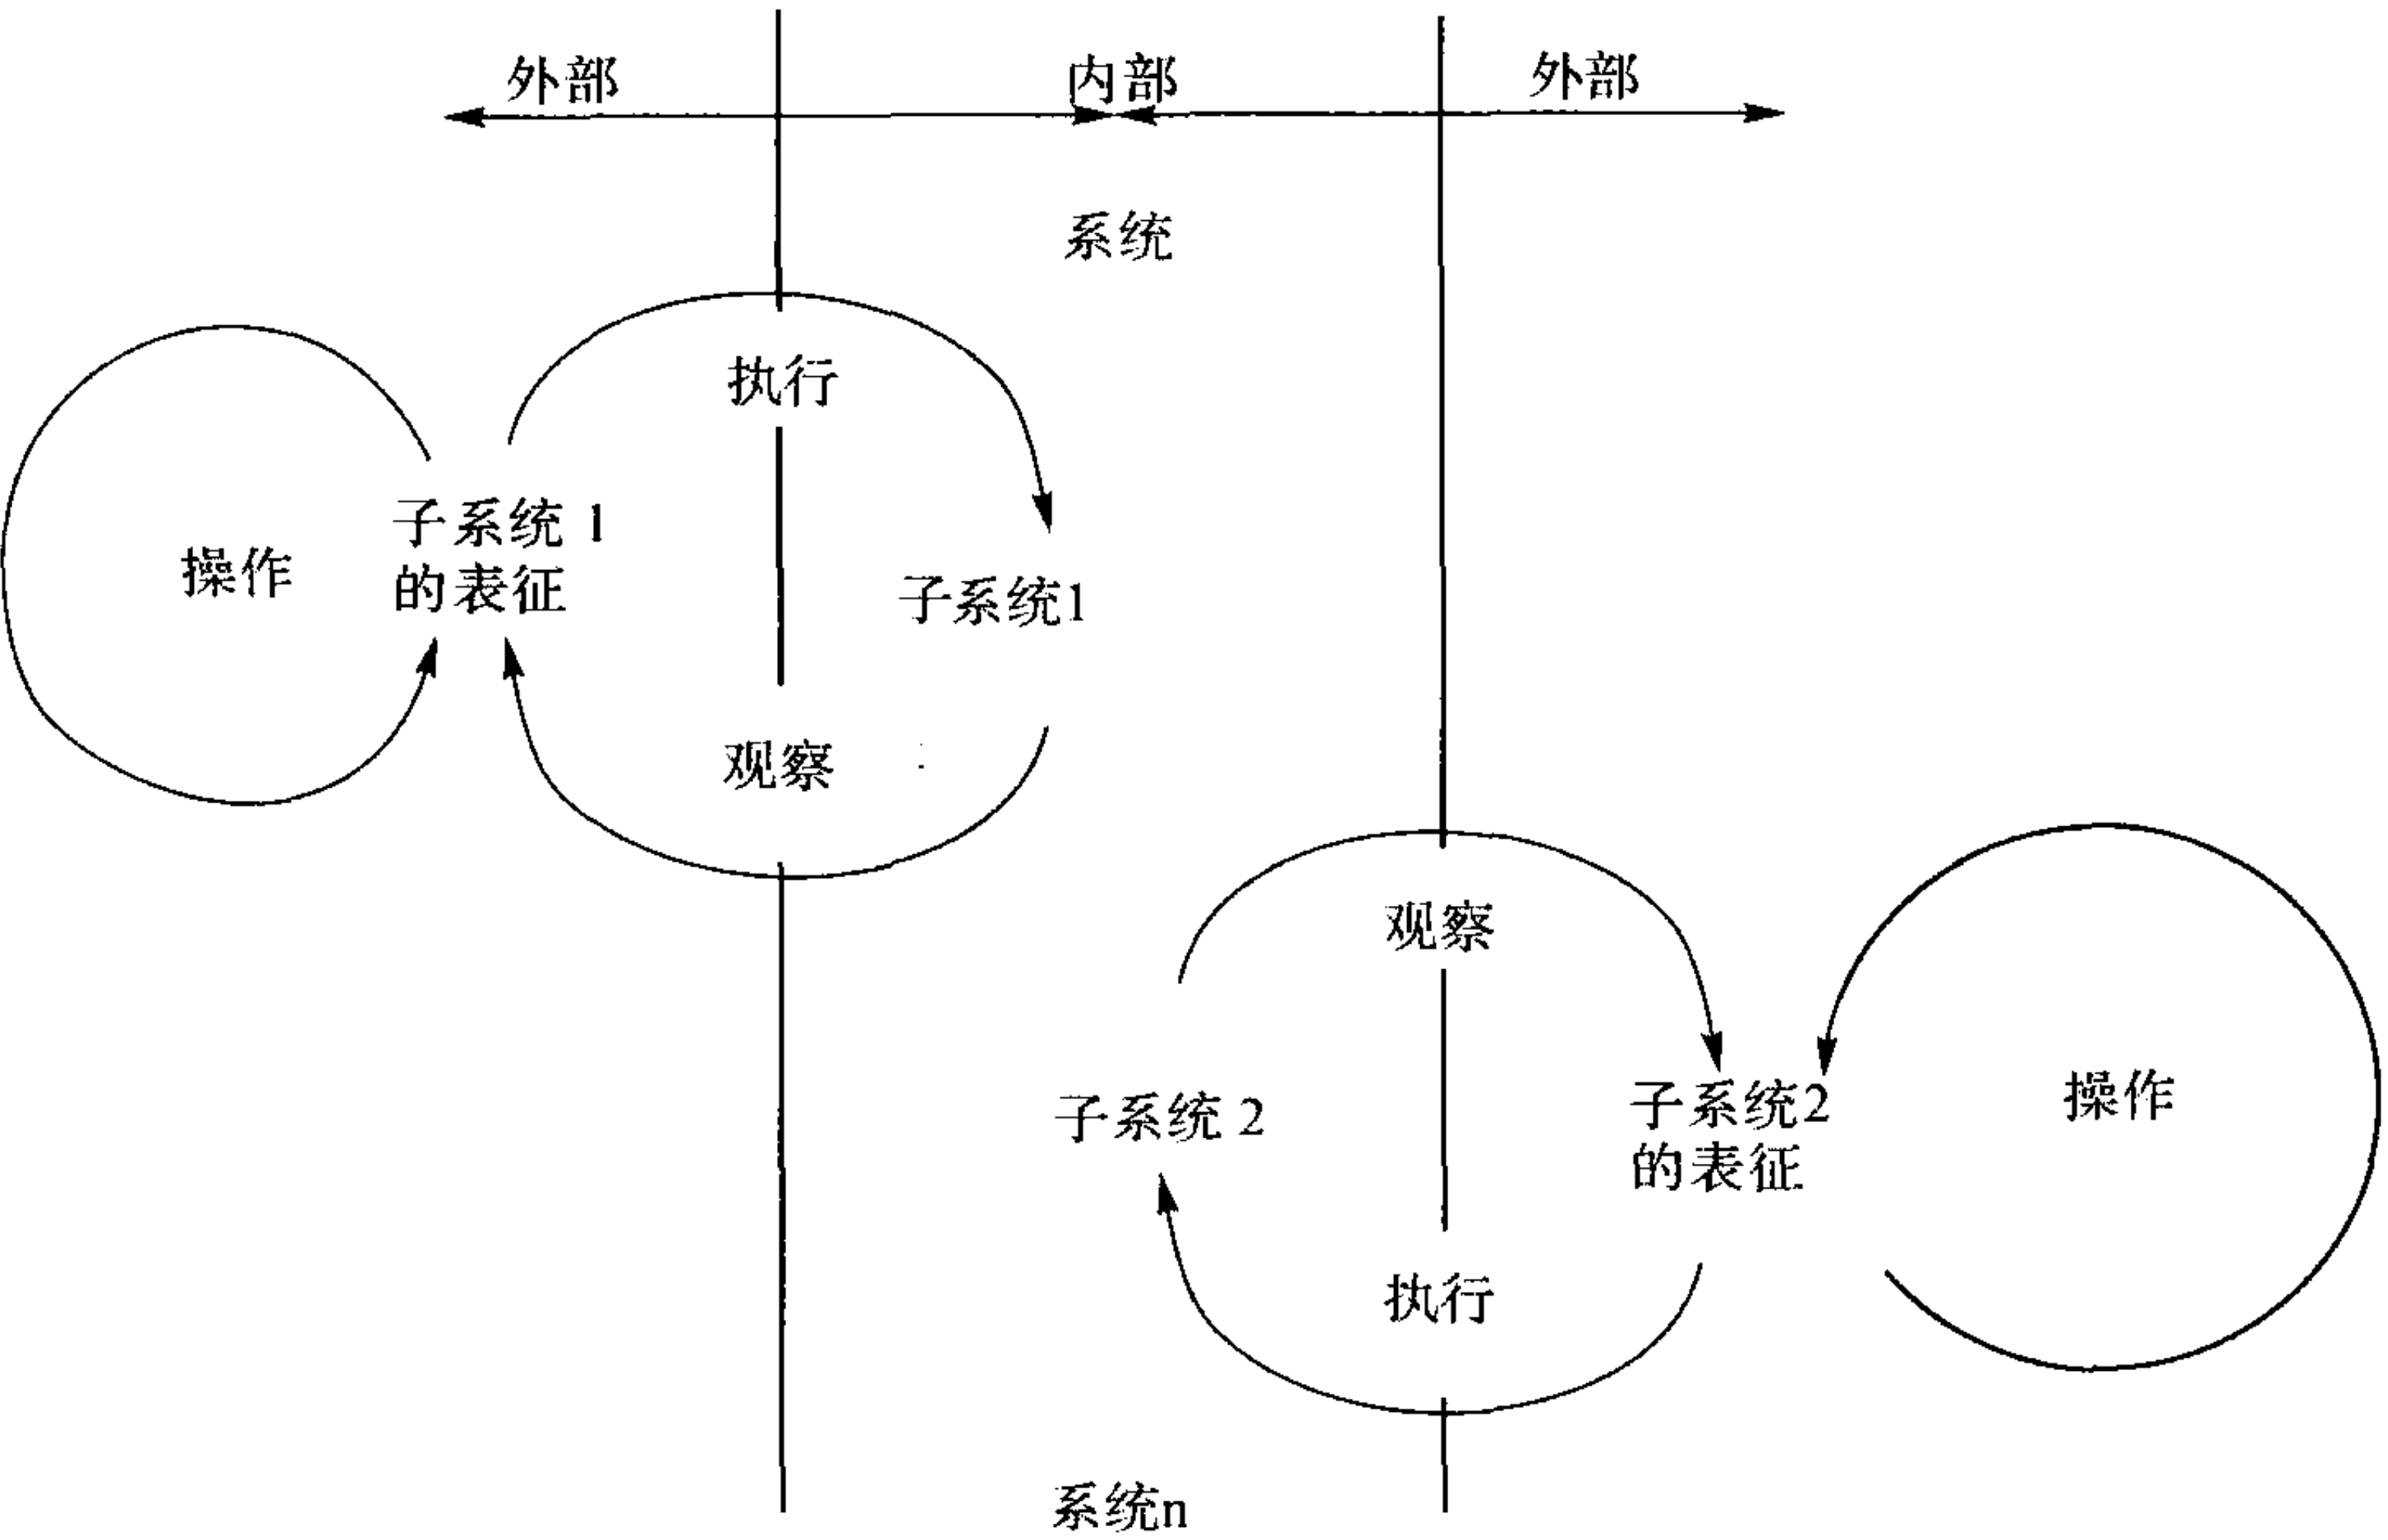 外部
内部
外部
系统
执行
子系统 1
的表征
操作
子系统1
观察
观察
子系统 2
子系统2
的表征
操作
执行
系统n